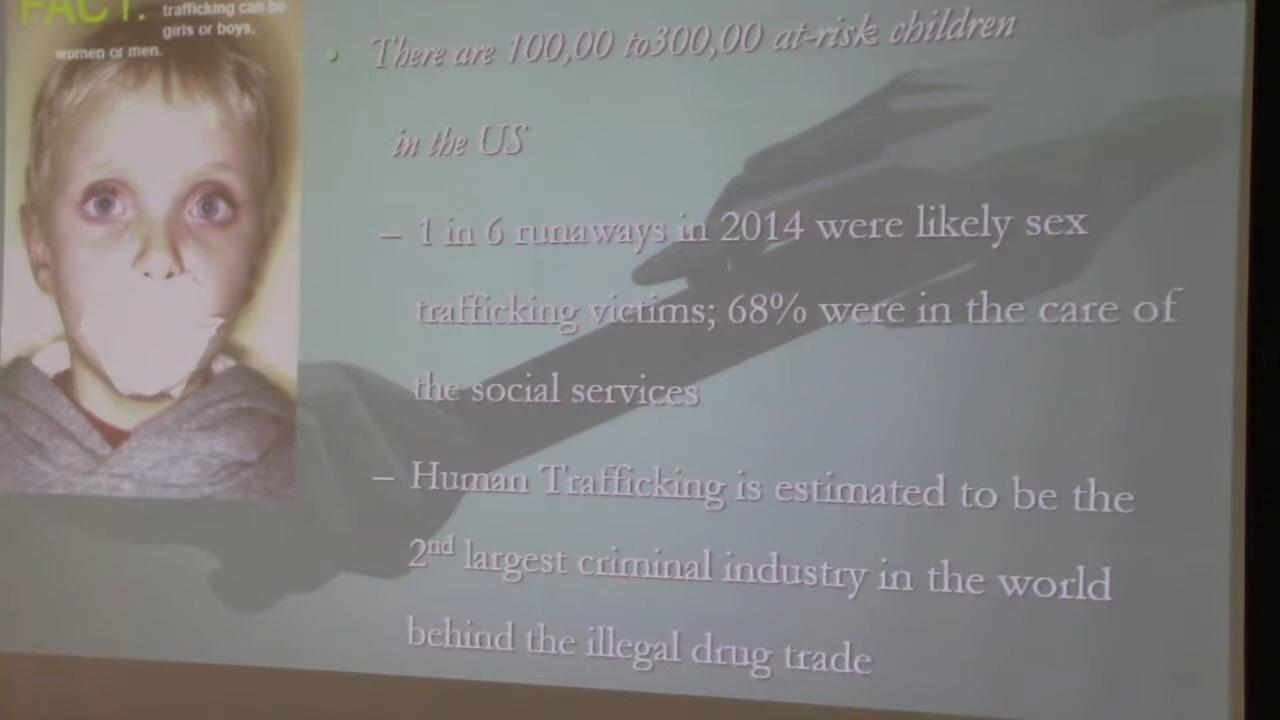 FACT:
trafficking can be
girls or boys,
women or men.
• There are 100,00 to300,00 at-risk children
in the US
– 1 in 6 runaways in 2014 were likely sex
trafficking victims; 68% were in the care of
the social services
– Human Trafficking is estimated to be the
2nd largest criminal industry in the world
behind the illegal drug trade